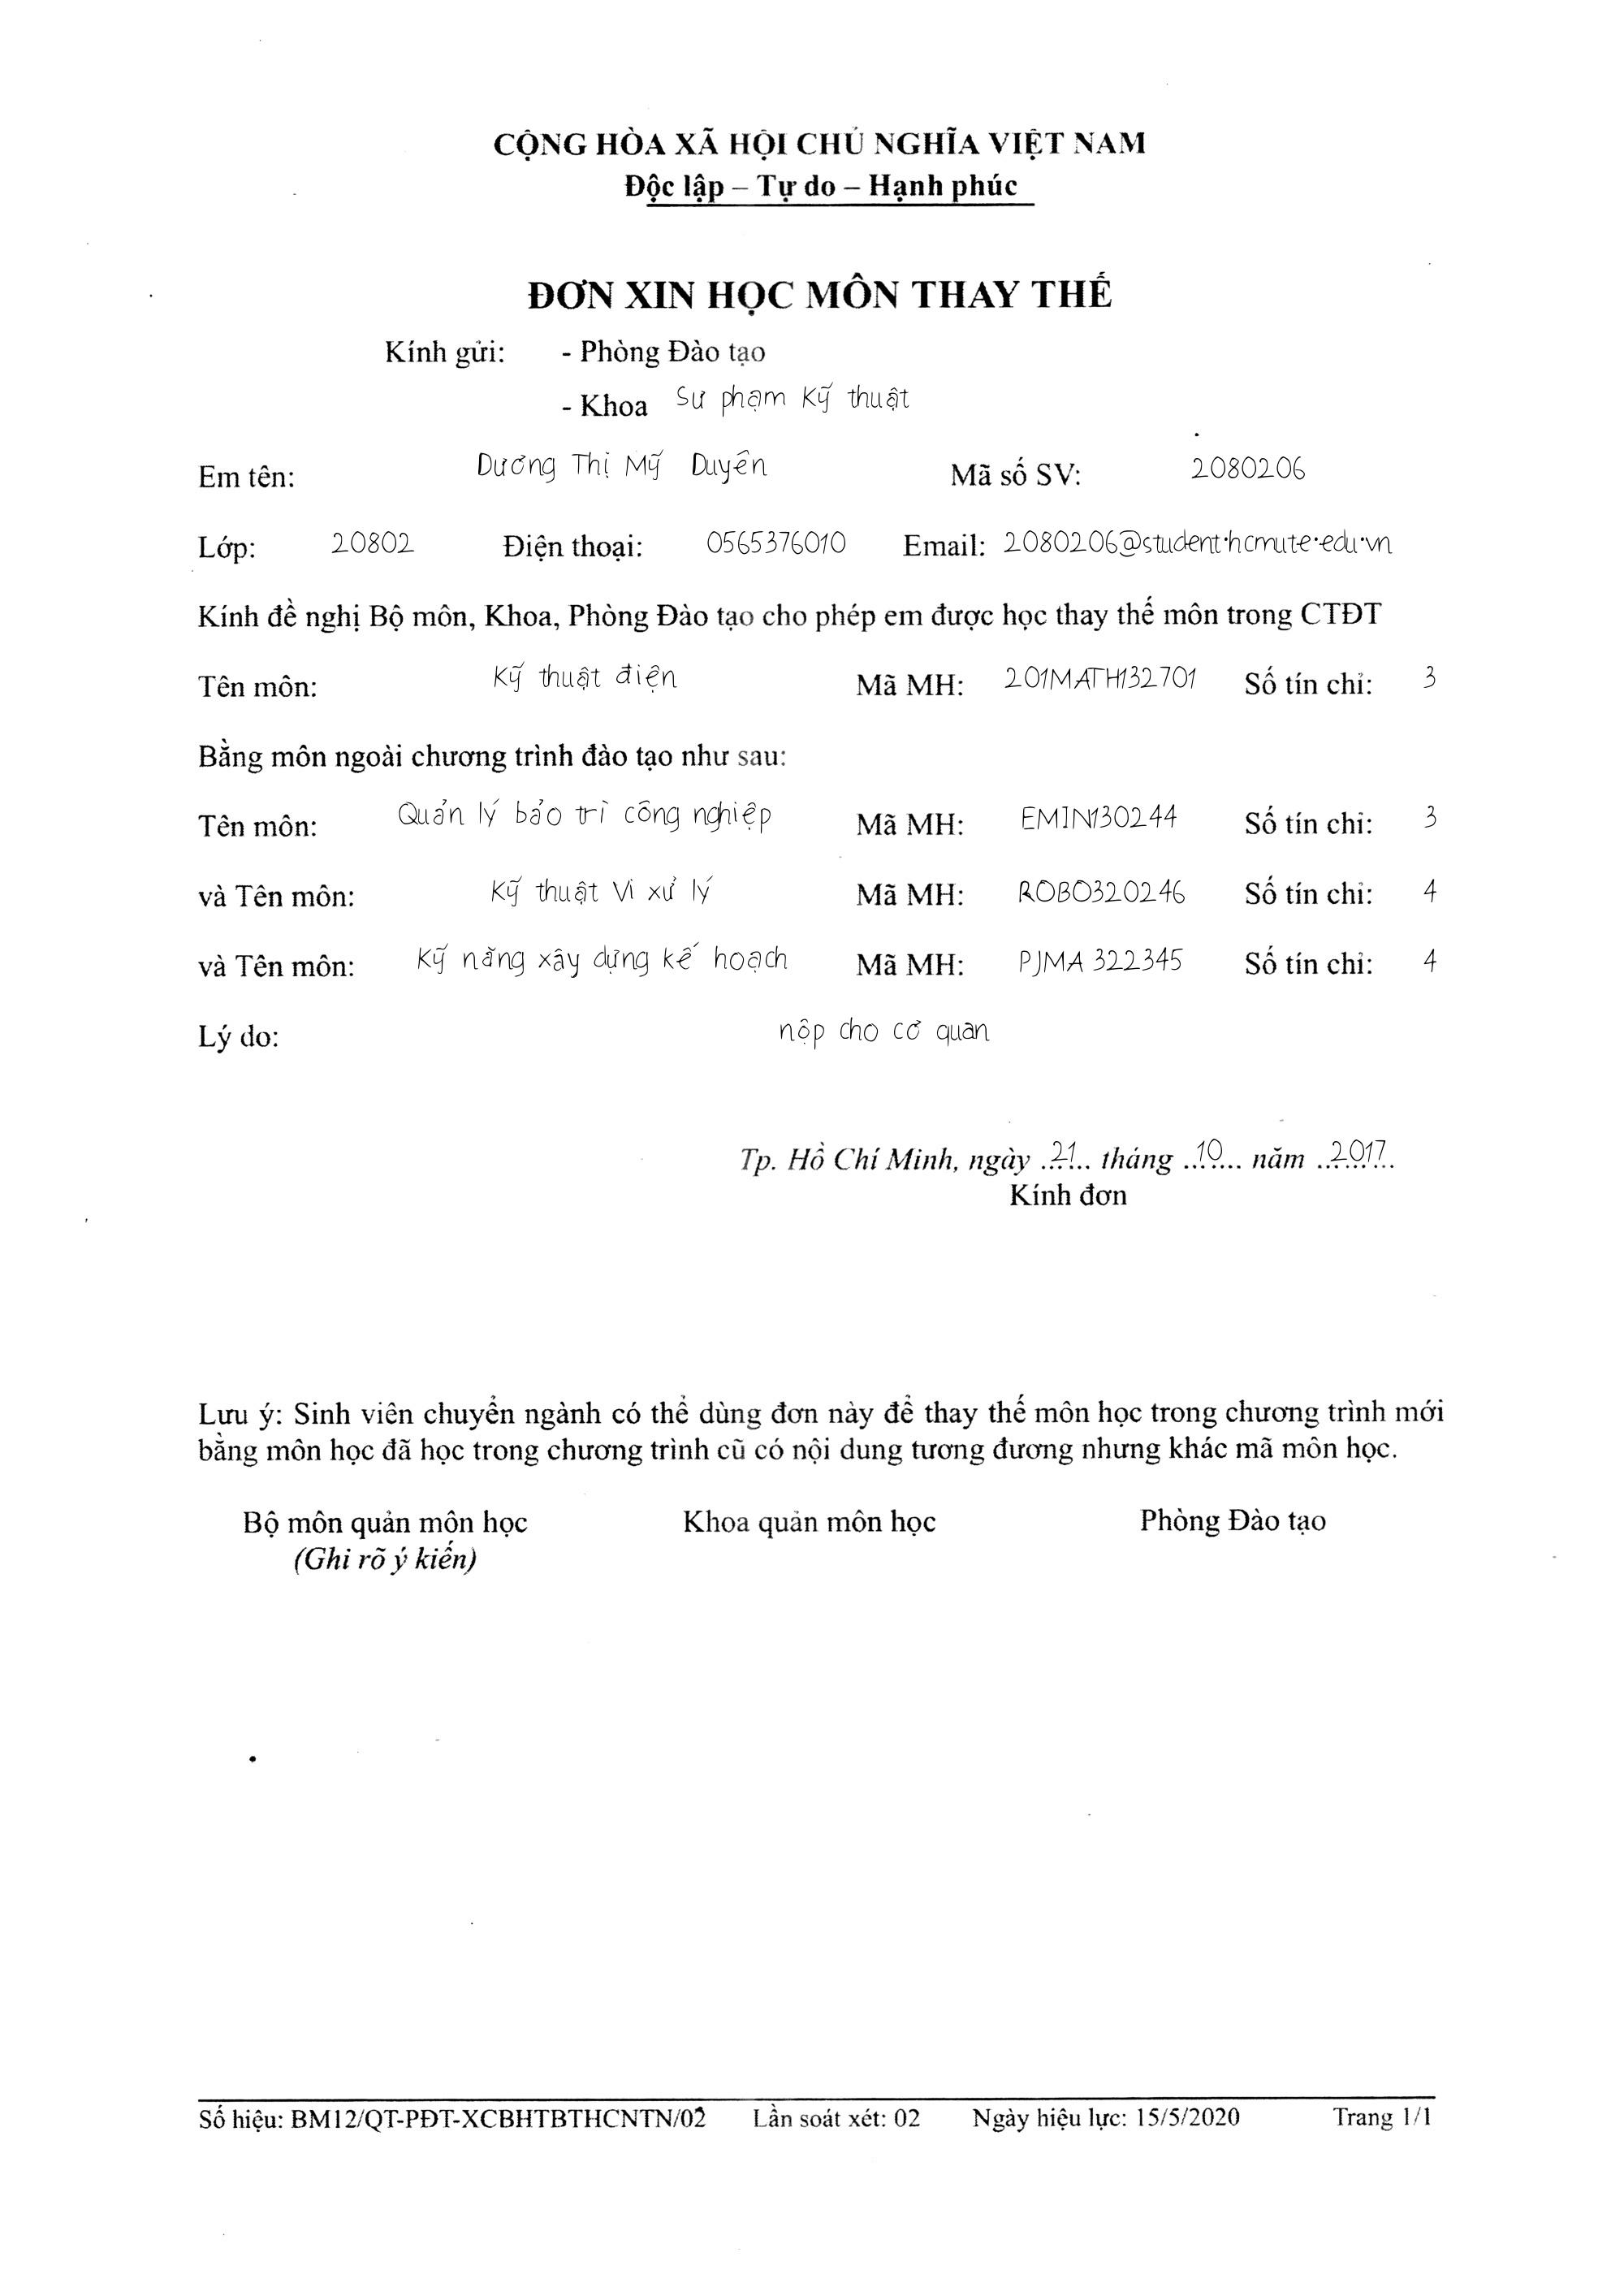 CỘNG HÒA XÃ HỘI CHỦ NGHĨA VIỆT NAM
Độc lập – Tự do – Hạnh phúc
ĐƠN XIN HỌC MÔN THAY THẾ
Kính gửi: - Phòng Đào tạo
- Khoa Sư phạm Kỹ thuật
Em tên: Dương Thị Mỹ Duyên Mã số SV: 2080206
Lớp: 20802 Điện thoại: 0565376010 Email: 2080206@student.hcmute.edu.vn
Kính đề nghị Bộ môn, Khoa, Phòng Đào tạo cho phép em được học thay thế môn trong CTĐT
Tên môn: Kỹ thuật điện Mã MH: 201MATH132701 Số tín chỉ: 3
Bằng môn ngoài chương trình đào tạo như sau:
Tên môn: Quản lý bảo trì công nghiệp Mã MH: EMIN130244 Số tín chỉ: 3
và Tên môn: Kỹ thuật Vi xử lý Mã MH: ROBO320246 Số tín chỉ: 4
và Tên môn: Kỹ năng xây dựng kế hoạch Mã MH: PJMA 322345 Số tín chỉ: 4
Lý do: nộp cho cơ quan
Tp. Hồ Chí Minh, ngày 21 tháng 10 năm 2017
Kính đơn
Lưu ý: Sinh viên chuyển ngành có thể dùng đơn này để thay thế môn học trong chương trình mới
bằng môn học đã học trong chương trình cũ có nội dung tương đương nhưng khác mã môn học.
Bộ môn quản môn học Khoa quản môn học Phòng Đào tạo
(Ghi rõ ý kiến)
Số hiệu: BM12/QT-PĐT-XCBHTBTHCNTN/02 Lần soát xét: 02 Ngày hiệu lực: 15/5/2020 Trang 1/1